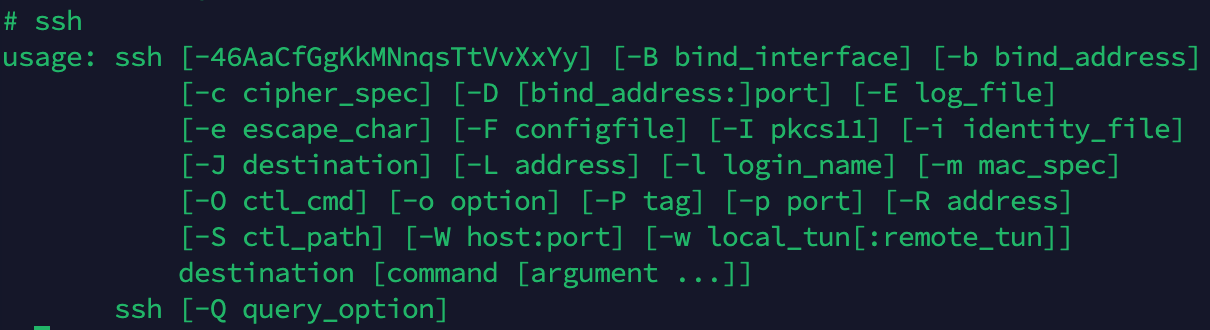 # ssh
usage: ssh [-46AaCfGgKkMNnqsTtVvXxYy] [-B bind_interface] [-b bind_address]
           [-c cipher_spec] [-D [bind_address:]port] [-E log_file]
           [-e escape_char] [-F configfile] [-I pkcs11] [-i identity_file]
           [-J destination] [-L address] [-l login_name] [-m mac_spec]
           [-O ctl_cmd] [-o option] [-P tag] [-p port] [-R address]
           [-S ctl_path] [-W host:port] [-w local_tun[:remote_tun]]
           destination [command [argument ...]]
       ssh [-Q query_option]